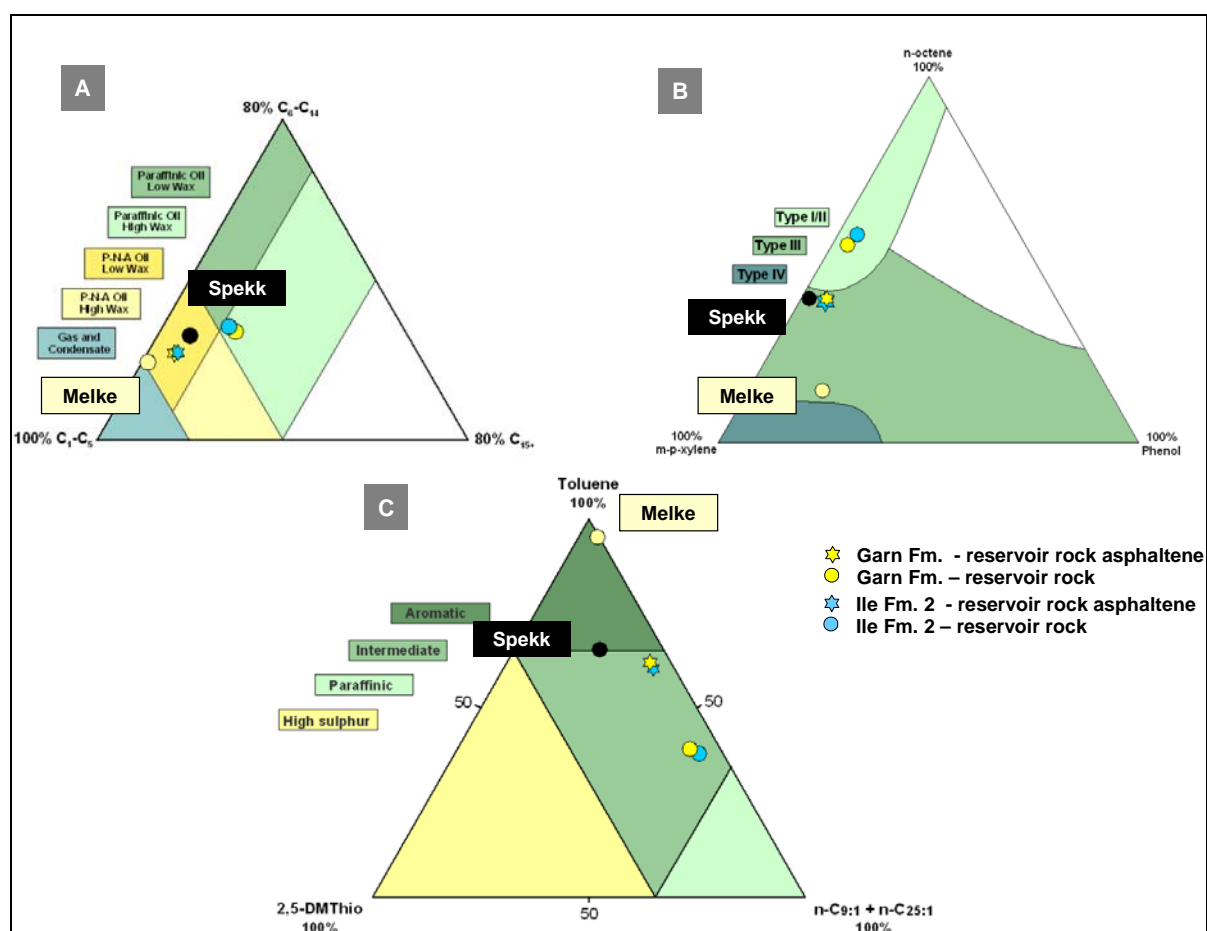 A
80% C₆-C₁₄
Paraffinic Oil
Low Wax
Paraffinic Oil
High Wax
P-N-A Oil
Low Wax
P-N-A Oil
High Wax
Gas and
Condensate
Spekk
Melke
100% C₁-C₅
80% C₁₅₊
B
n-octene
100%
Type I/II
Type III
Type IV
Spekk
Melke
100%
m-p-xylene
100%
Phenol
C
Toluene
100%
Melke
Aromatic
Spekk
Intermediate
Paraffinic
High sulphur
50
50
2,5-DMThio
100%
50
n-C₉:₁ + n-C₂₅:₁
100%
Garn Fm. - reservoir rock asphaltene
Garn Fm. – reservoir rock
Ile Fm. 2 - reservoir rock asphaltene
Ile Fm. 2 – reservoir rock